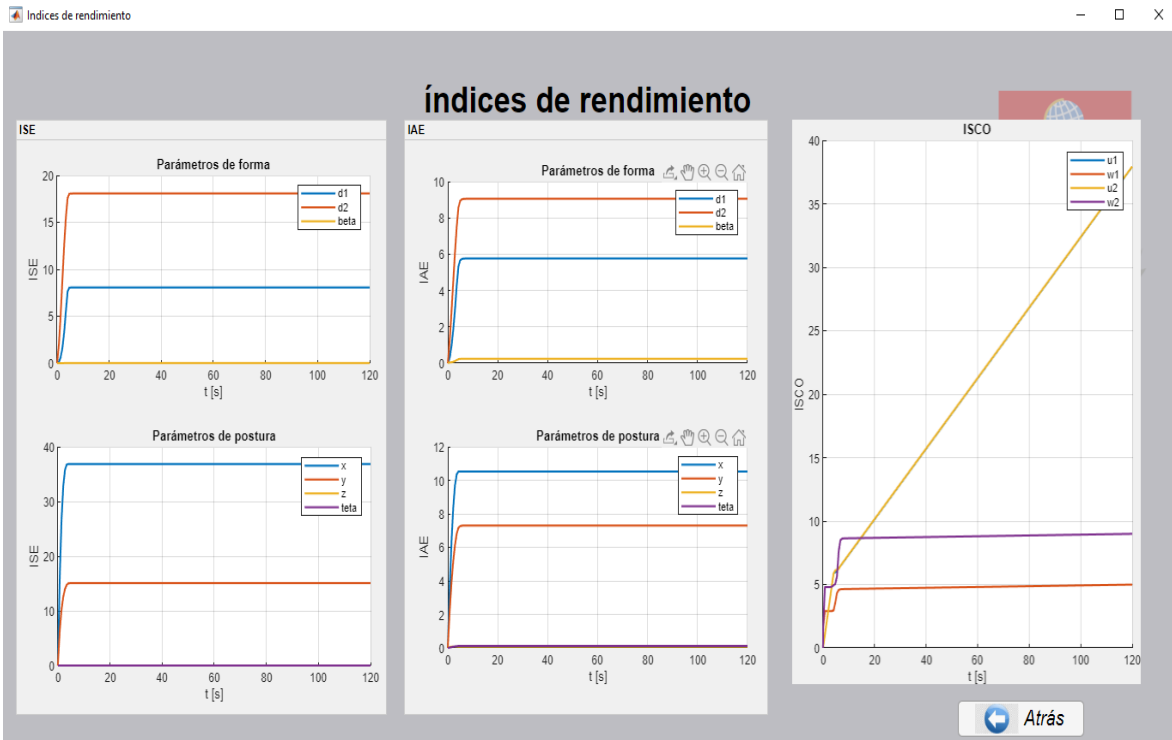 Indices de rendimiento
índices de rendimiento
ISE
Parámetros de forma
20
15
10
5
0
ISE
d1
d2
beta
0 20 40 60 80 100 120
t [s]
Parámetros de postura
40
30
20
10
0
ISE
x
y
z
teta
0 20 40 60 80 100 120
t [s]
IAE
Parámetros de forma
10
8
6
4
2
0
IAE
d1
d2
beta
0 20 40 60 80 100 120
t [s]
Parámetros de postura
12
10
8
6
4
2
0
IAE
x
y
z
teta
0 20 40 60 80 100 120
t [s]
ISCO
40
35
30
25
20
15
10
5
0
ISCO
u1
w1
u2
w2
0 20 40 60 80 100 120
t [s]
Atrás